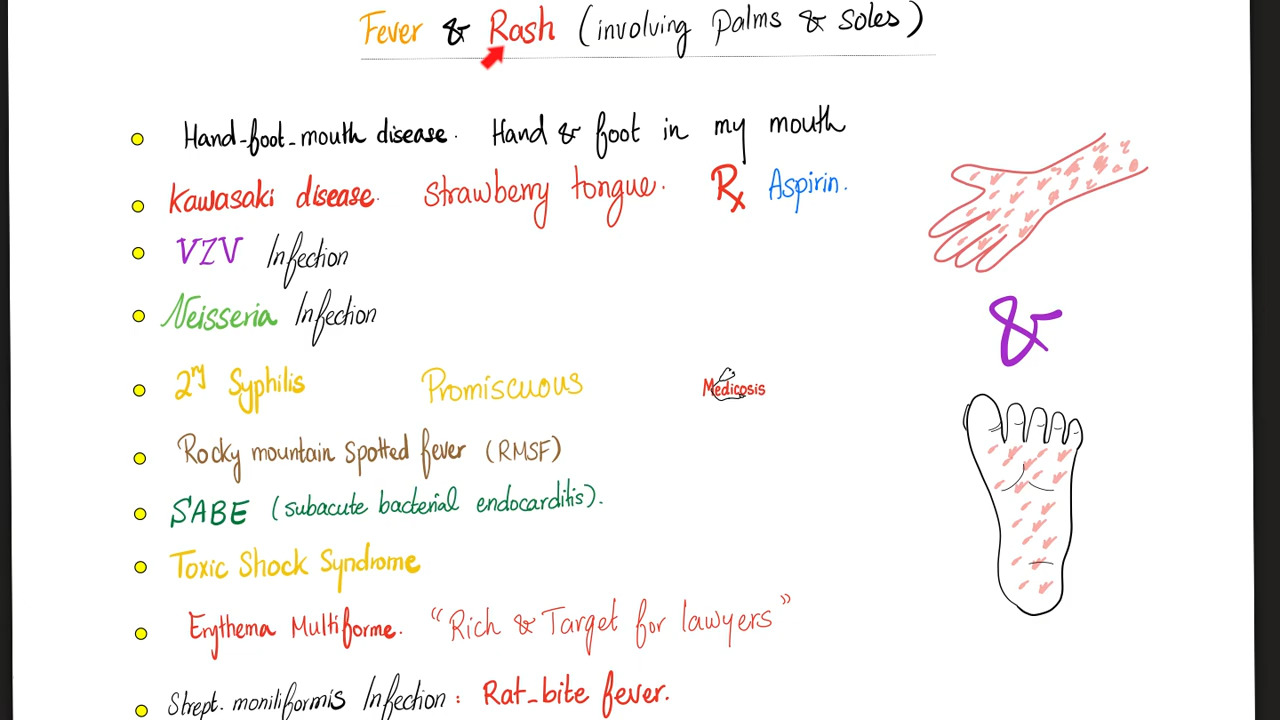 Fever & Rash (involving Palms & Soles)
Hand-foot-mouth disease. Hand & foot in my mouth
Kawasaki disease. Strawberry tongue. Rx Aspirin.
VZV Infection
Neisseria Infection
2ry Syphilis Promiscuous Medicosis
Rocky mountain spotted fever (RMSF)
SABE (subacute bacterial endocarditis).
Toxic Shock Syndrome
Erythema Multiforme. "Rich & Target for lawyers"
Strept. moniliformis Infection: Rat-bite fever.
&